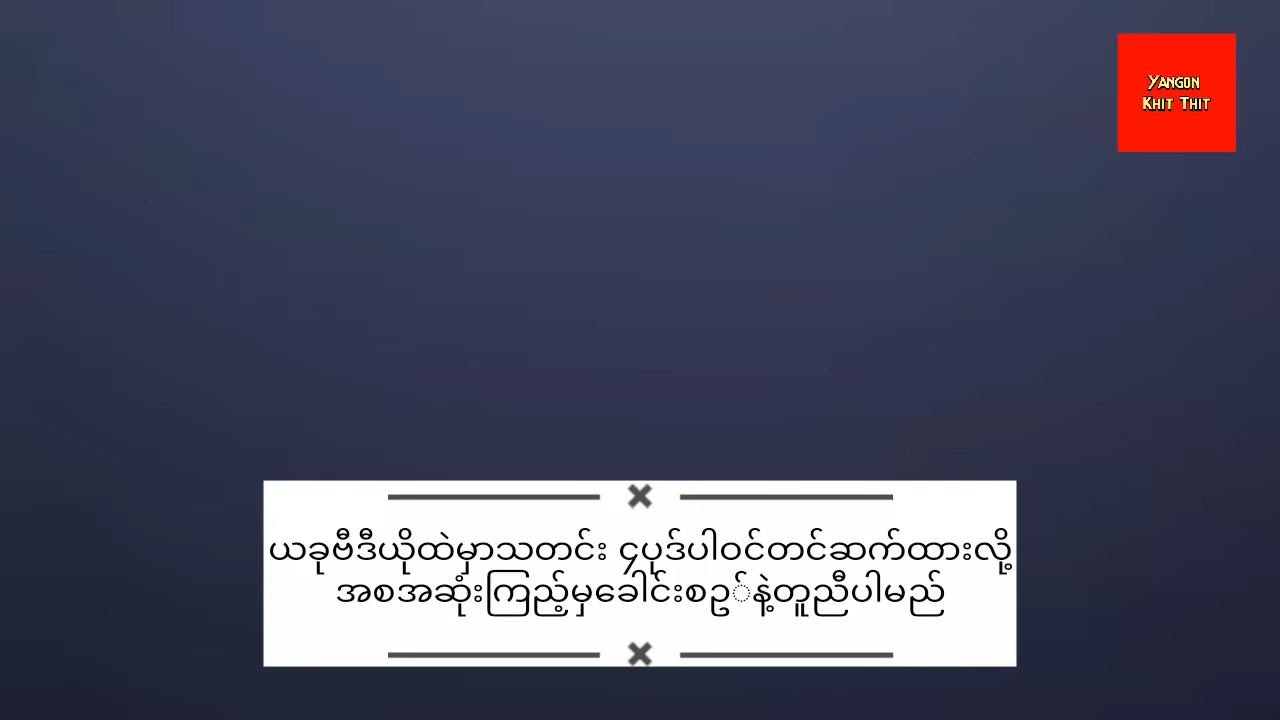 Yangon
Khit Thit
ယခုဗီဒီယိုထဲမှာသတင်း ၄ပုဒ်ပါဝင်တင်ဆက်ထားလို့
အစအဆုံးကြည့်မှခေါင်းစဥ်နဲ့တူညီပါမည်